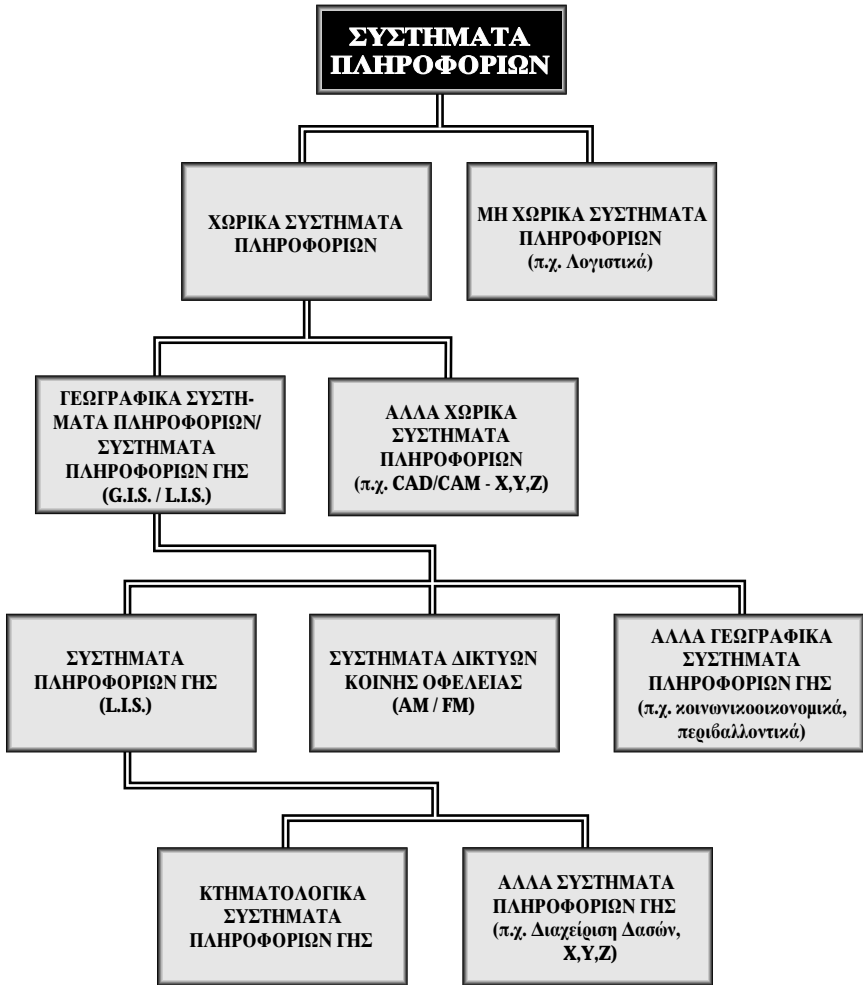 ΣΥΣΤΗΜΑΤΑ
ΠΛΗΡΟΦΟΡΙΩΝ
ΧΩΡΙΚΑ ΣΥΣΤΗΜΑΤΑ
ΠΛΗΡΟΦΟΡΙΩΝ
ΜΗ ΧΩΡΙΚΑ ΣΥΣΤΗΜΑΤΑ
ΠΛΗΡΟΦΟΡΙΩΝ
(π.χ. Λογιστικά)
ΓΕΩΓΡΑΦΙΚΑ ΣΥΣΤΗ-
ΜΑΤΑ ΠΛΗΡΟΦΟΡΙΩΝ/
ΣΥΣΤΗΜΑΤΑ
ΠΛΗΡΟΦΟΡΙΩΝ ΓΗΣ
(G.I.S. / L.I.S.)
ΑΛΛΑ ΧΩΡΙΚΑ
ΣΥΣΤΗΜΑΤΑ
ΠΛΗΡΟΦΟΡΙΩΝ
(π.χ. CAD/CAM - X,Y,Z)
ΣΥΣΤΗΜΑΤΑ
ΠΛΗΡΟΦΟΡΙΩΝ ΓΗΣ
(L.I.S.)
ΣΥΣΤΗΜΑΤΑ ΔΙΚΤΥΩΝ
ΚΟΙΝΗΣ ΟΦΕΛΕΙΑΣ
(AM / FM)
ΑΛΛΑ ΓΕΩΓΡΑΦΙΚΑ
ΣΥΣΤΗΜΑΤΑ
ΠΛΗΡΟΦΟΡΙΩΝ ΓΗΣ
(π.χ. κοινωνικοοικονομικά,
περιβαλλοντικά)
ΚΤΗΜΑΤΟΛΟΓΙΚΑ
ΣΥΣΤΗΜΑΤΑ
ΠΛΗΡΟΦΟΡΙΩΝ ΓΗΣ
ΑΛΛΑ ΣΥΣΤΗΜΑΤΑ
ΠΛΗΡΟΦΟΡΙΩΝ ΓΗΣ
(π.χ. Διαχείριση Δασών,
X,Y,Z)